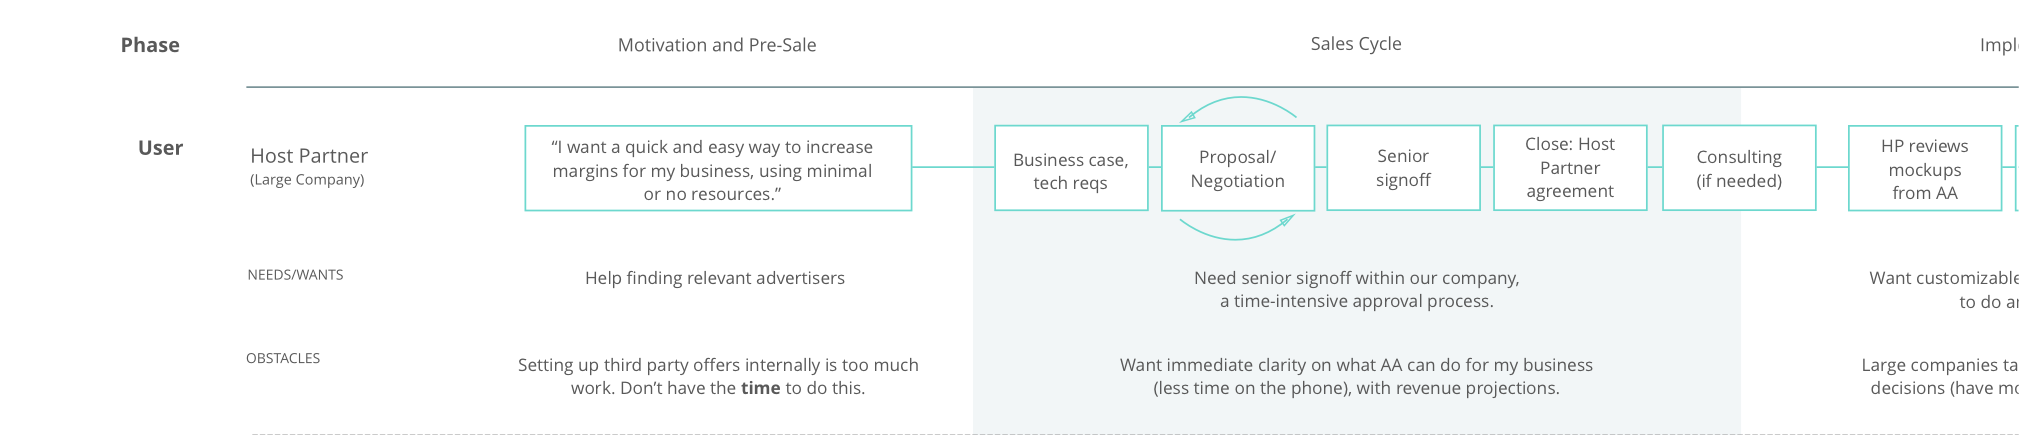 Phase
Motivation and Pre-Sale
Sales Cycle
User
Host Partner
(Large Company)
“I want a quick and easy way to increase
margins for my business, using minimal
or no resources.”
Business case,
tech reqs
Proposal/
Negotiation
Senior
signoff
Close: Host
Partner
agreement
Consulting
(if needed)
HP reviews
mockups
from AA
NEEDS/WANTS
Help finding relevant advertisers
Need senior signoff within our company,
a time-intensive approval process.
Want customizable
to do
OBSTACLES
Setting up third party offers internally is too much
work. Don’t have the time to do this.
Want immediate clarity on what AA can do for my business
(less time on the phone), with revenue projections.
Large companies
decisions (have